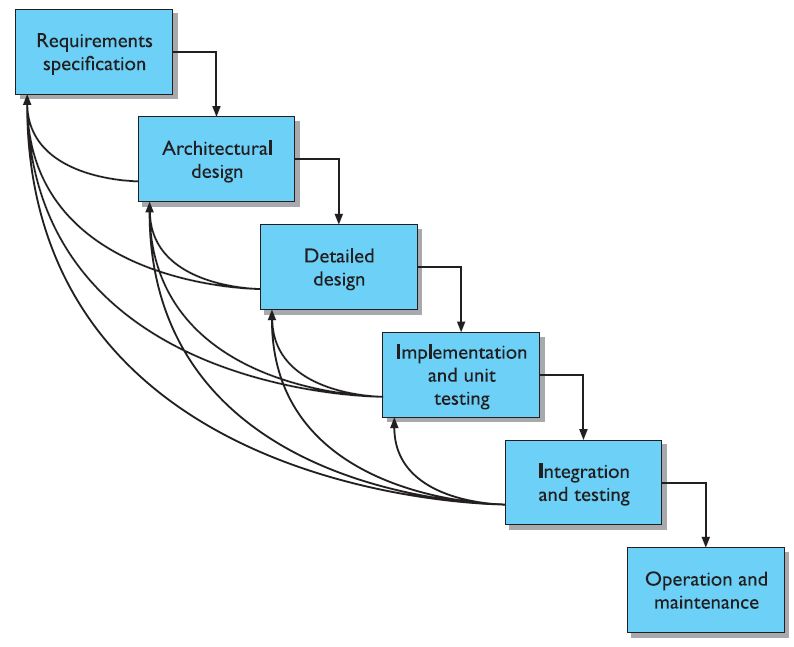 Requirements
specification
Architectural
design
Detailed
design
Implementation
and unit
testing
Integration
and testing
Operation and
maintenance